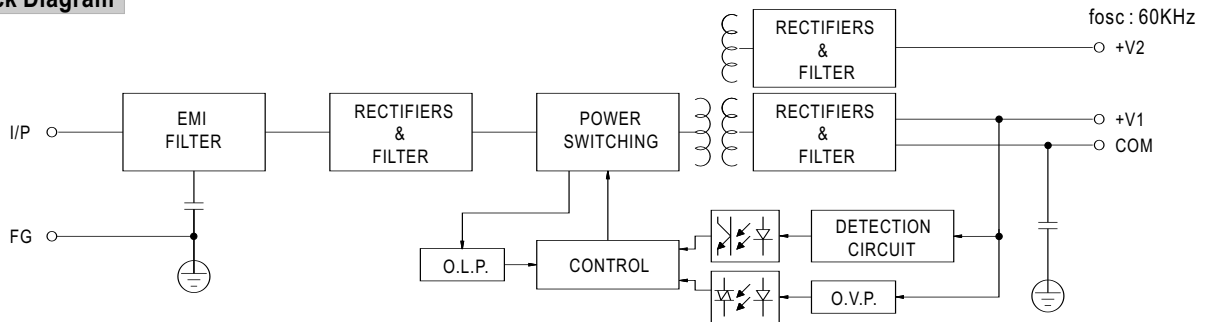 ck Diagram
fosc : 60KHz
RECTIFIERS
&
FILTER
+V2
EMI
FILTER
RECTIFIERS
&
FILTER
POWER
SWITCHING
RECTIFIERS
&
FILTER
+V1
COM
I/P
FG
O.L.P.
CONTROL
DETECTION
CIRCUIT
O.V.P.